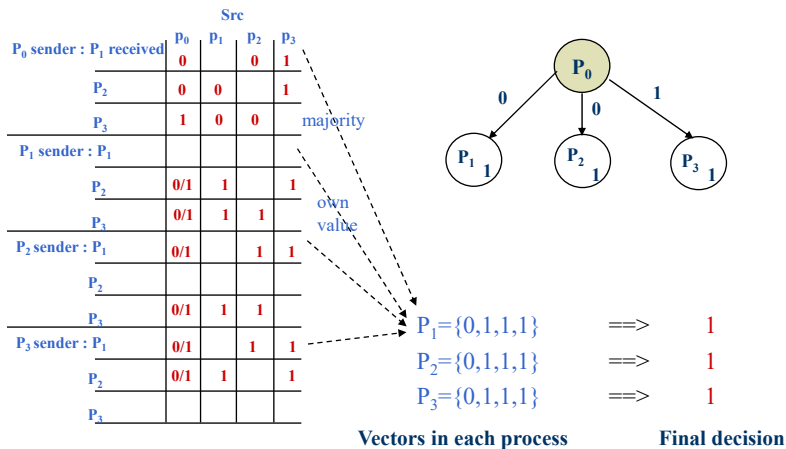 Src
p0 p1 p2 p3
P0 sender : P1 received 0 0 1
P2 0 0 1
P3 1 0 0
majority
P1 sender : P1
P2 0/1 1 1
own
value
P3 0/1 1 1
P2 sender : P1 0/1 1 1
P2
P3 0/1 1 1
P3 sender : P1 0/1 1 1
P2 0/1 1 1
P3
P0
0 0 1
P1 1 P2 1 P3 1
P1={0,1,1,1} ==> 1
P2={0,1,1,1} ==> 1
P3={0,1,1,1} ==> 1
Vectors in each process Final decision